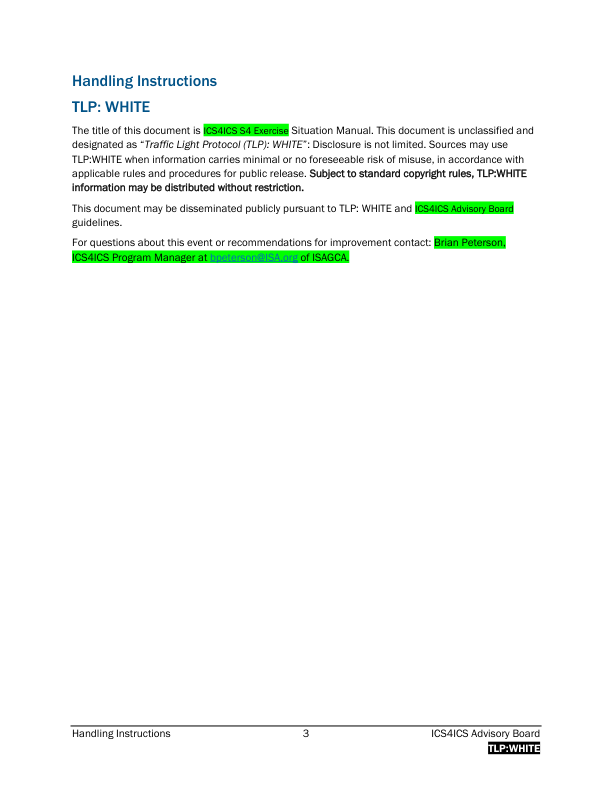 Handling Instructions
TLP: WHITE
The title of this document is ICS4ICS S4 Exercise Situation Manual. This document is unclassified and
designated as “Traffic Light Protocol (TLP): WHITE”: Disclosure is not limited. Sources may use
TLP:WHITE when information carries minimal or no foreseeable risk of misuse, in accordance with
applicable rules and procedures for public release. Subject to standard copyright rules, TLP:WHITE
information may be distributed without restriction.
This document may be disseminated publicly pursuant to TLP: WHITE and ICS4ICS Advisory Board
guidelines.
For questions about this event or recommendations for improvement contact: Brian Peterson,
ICS4ICS Program Manager at bpeterson@ISA.org of ISAGCA.
Handling Instructions 3 ICS4ICS Advisory Board
TLP:WHITE